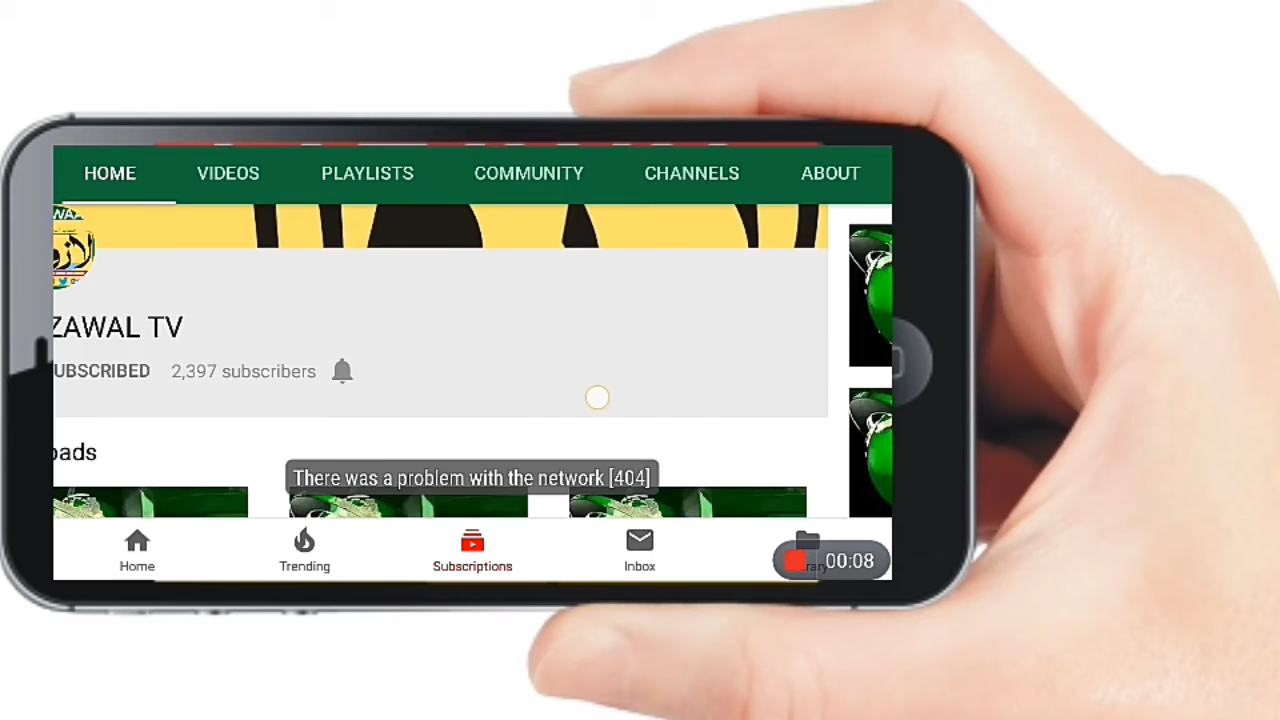 HOME VIDEOS PLAYLISTS COMMUNITY CHANNELS ABOUT
ZAWAL TV
UBSCRIBED 2,397 subscribers
oads
There was a problem with the network [404]
Home Trending Subscriptions Inbox
00:08